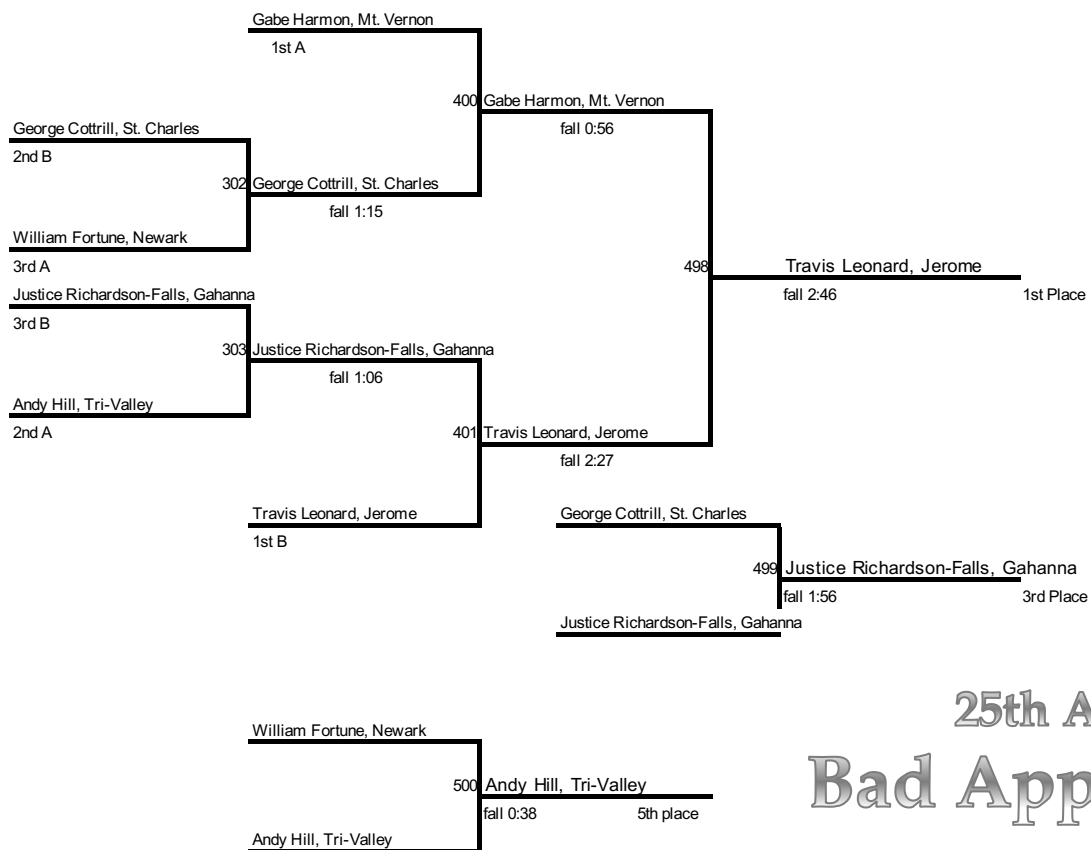 Gabe Harmon, Mt. Vernon
1st A
400 Gabe Harmon, Mt. Vernon
fall 0:56
George Cottrill, St. Charles
2nd B
302 George Cottrill, St. Charles
fall 1:15
William Fortune, Newark
3rd A
498 Travis Leonard, Jerome
fall 2:46 1st Place
Justice Richardson-Falls, Gahanna
3rd B
303 Justice Richardson-Falls, Gahanna
fall 1:06
Andy Hill, Tri-Valley
2nd A
401 Travis Leonard, Jerome
fall 2:27
Travis Leonard, Jerome
1st B
George Cottrill, St. Charles
499 Justice Richardson-Falls, Gahanna
fall 1:56 3rd Place
Justice Richardson-Falls, Gahanna
25th A
Bad App
William Fortune, Newark
500 Andy Hill, Tri-Valley
fall 0:38 5th place
Andy Hill, Tri-Valley